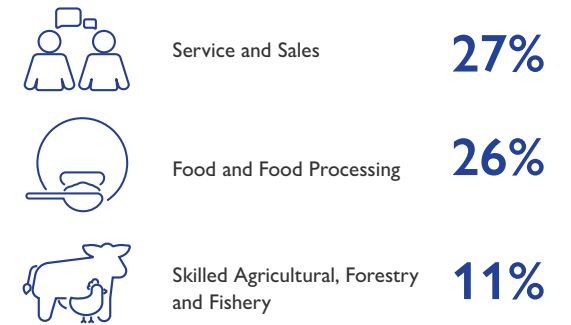 Service and Sales
27%
Food and Food Processing
26%
Skilled Agricultural, Forestry
and Fishery
11%